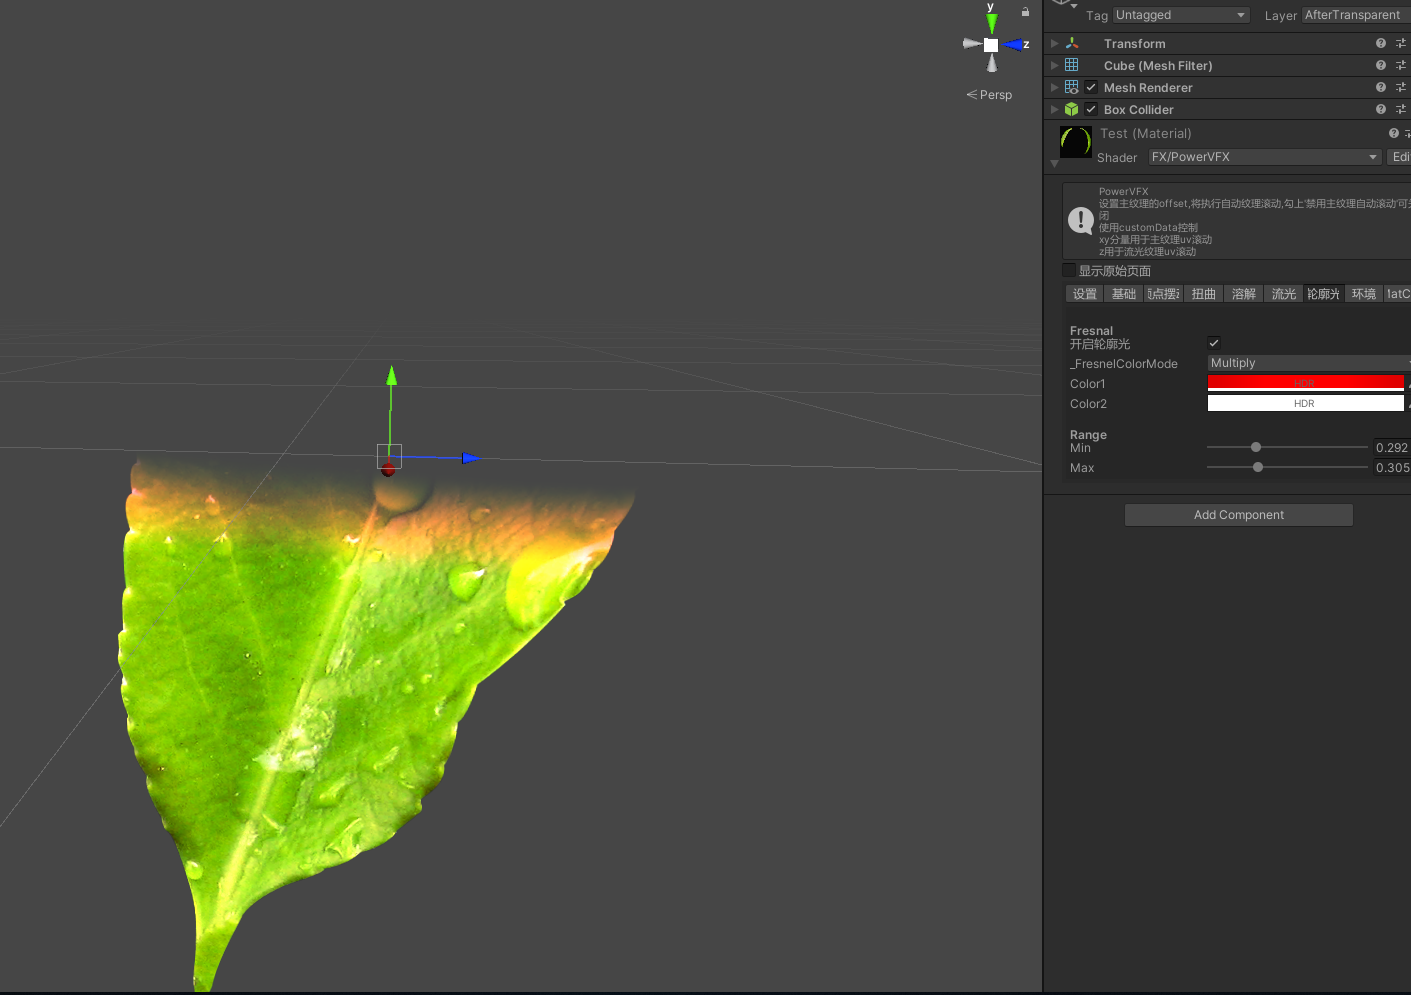 y
z
Persp
Tag Untagged Layer AfterTransparent
Transform
Cube (Mesh Filter)
Mesh Renderer
Box Collider
Test (Material)
Shader FX/PowerVFX Edi
PowerVFX
设置主纹理的offset,将执行自动纹理滚动,勾上'禁用主纹理自动滚动'可
闭
使用customData控制
xy分量用于主纹理uv滚动
z用于流光纹理uv滚动
显示原始页面
设置 基础 点摆 扭曲 溶解 流光 轮廓光 环境 MatC
Fresnal
开启轮廓光
_FresnelColorMode Multiply
Color1 HDR
Color2 HDR
Range
Min 0.292
Max 0.305
Add Component